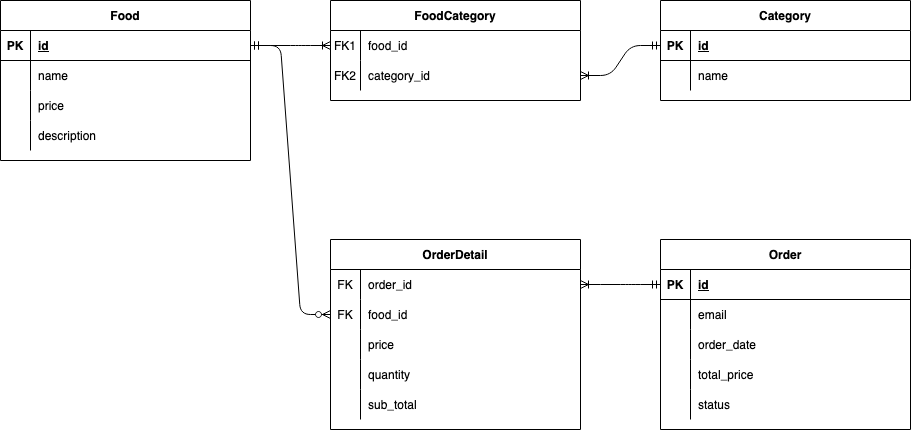 Food
PK id
name
price
description
FoodCategory
FK1 food_id
FK2 category_id
Category
PK id
name
OrderDetail
FK order_id
FK food_id
price
quantity
sub_total
Order
PK id
email
order_date
total_price
status